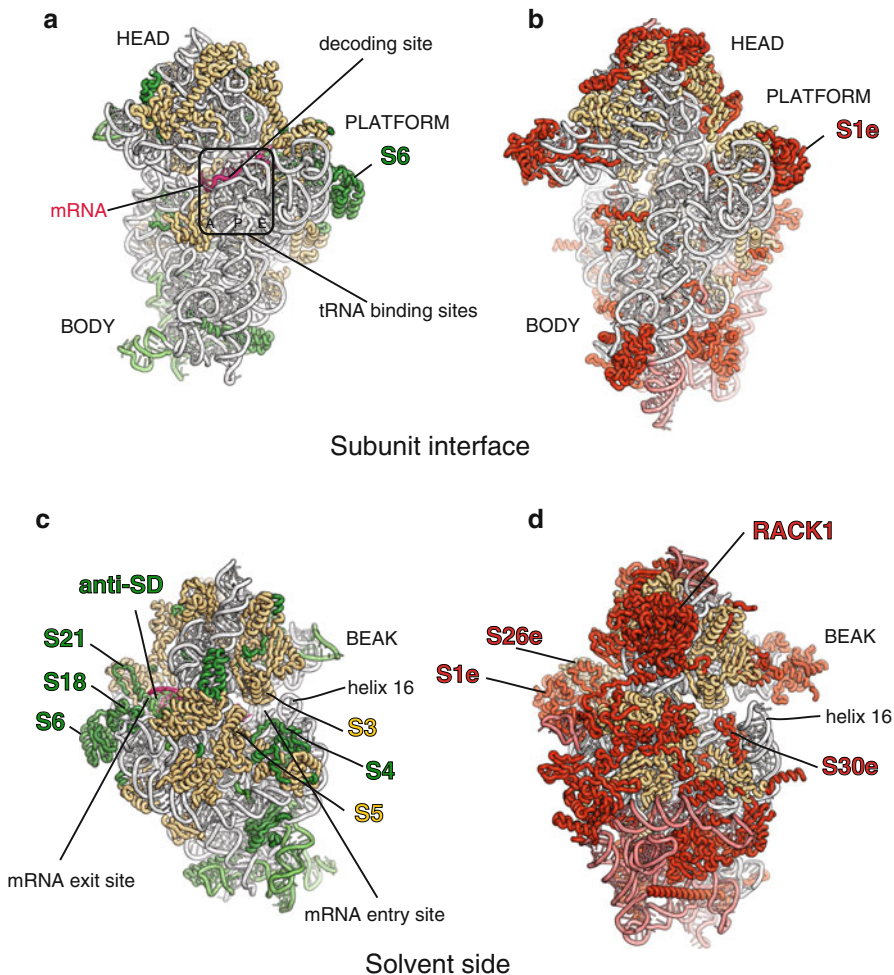 a
HEAD
decoding site
PLATFORM
S6
mRNA
A P E
tRNA binding sites
BODY
b
HEAD
PLATFORM
S1e
BODY
Subunit interface
c
anti-SD
S21
S18
S6
BEAK
helix 16
S3
S4
S5
mRNA exit site
mRNA entry site
d
RACK1
S26e
S1e
BEAK
helix 16
S30e
Solvent side